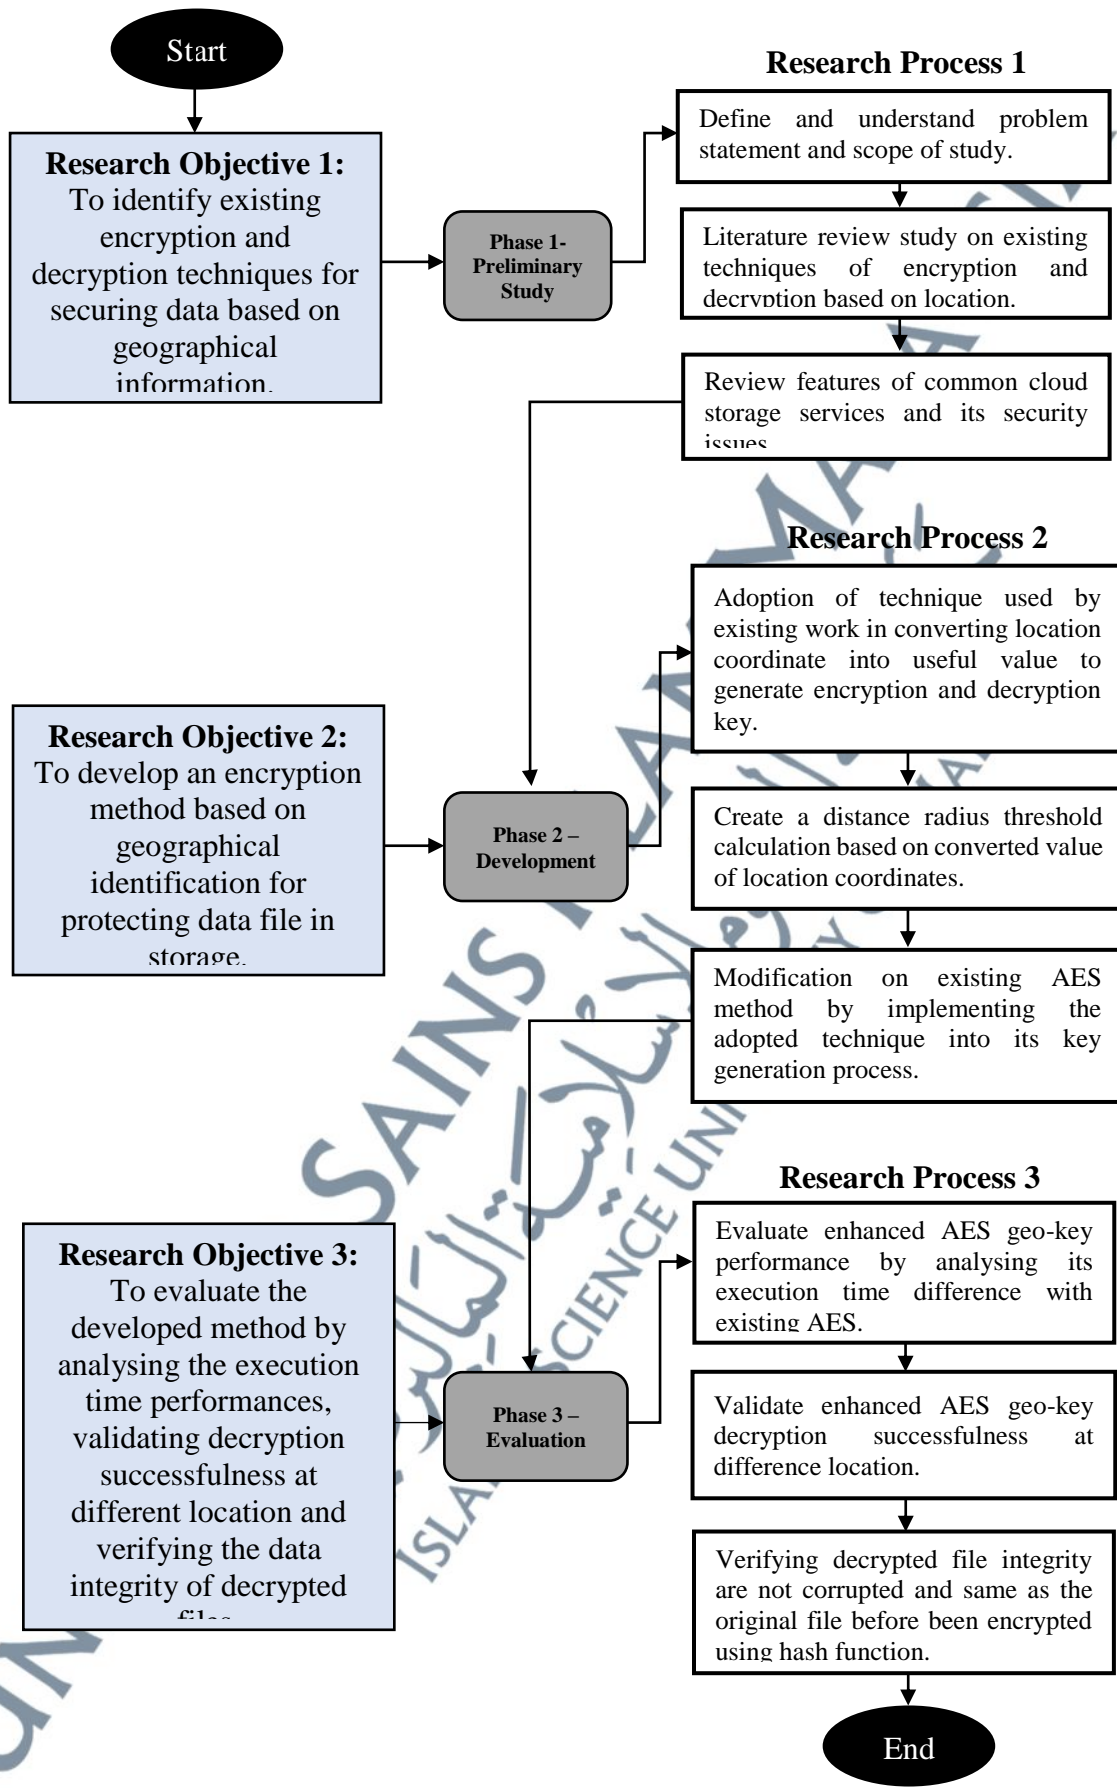 Start
Research Process 1
Define and understand problem
statement and scope of study.
Research Objective 1:
To identify existing
encryption and
decryption techniques for
securing data based on
geographical
information.
Phase 1-
Preliminary
Study
Literature review study on existing
techniques of encryption and
decryption based on location.
Review features of common cloud
storage services and its security
issues
Research Process 2
Adoption of technique used by
existing work in converting location
coordinate into useful value to
generate encryption and decryption
key.
Research Objective 2:
To develop an encryption
method based on
geographical
identification for
protecting data file in
storage.
Phase 2 –
Development
Create a distance radius threshold
calculation based on converted value
of location coordinates.
Modification on existing AES
method by implementing the
adopted technique into its key
generation process.
Research Process 3
Evaluate enhanced AES geo-key
performance by analysing its
execution time difference with
existing AES.
Research Objective 3:
To evaluate the
developed method by
analysing the execution
time performances,
validating decryption
successfulness at
different location and
verifying the data
integrity of decrypted
files
Phase 3 –
Evaluation
Validate enhanced AES geo-key
decryption successfulness at
difference location.
Verifying decrypted file integrity
are not corrupted and same as the
original file before been encrypted
using hash function.
End
SAINS
SCIENCE